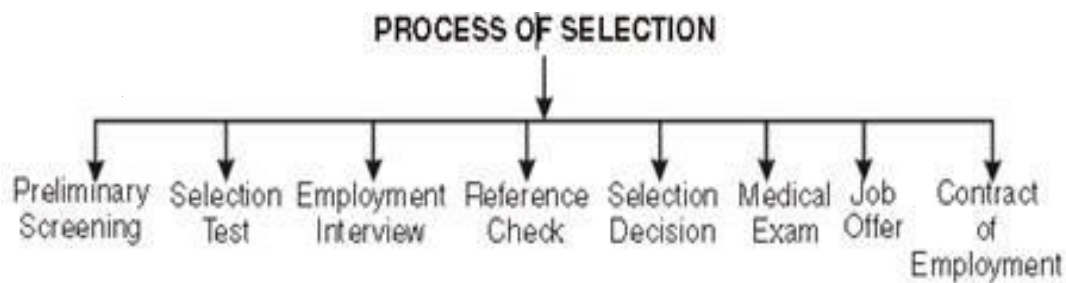 PROCESS OF SELECTION
Preliminary
Screening
Selection
Test
Employment
Interview
Reference
Check
Selection
Decision
Medical
Exam
Job
Offer
Contract
of
Employment